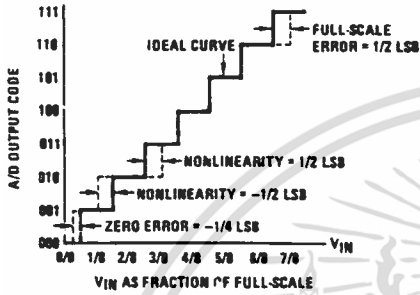 111
110
101
100
011
010
001
000
A/D OUTPUT CODE
IDEAL CURVE
FULL-SCALE
ERROR = 1/2 LSB
NONLINEARITY = 1/2 LSB
NONLINEARITY = -1/2 LSB
ZERO ERROR = -1/4 LSB
VIN
0/8 1/8 2/8 3/8 4/8 5/8 6/8 7/8
VIN AS FRACTION OF FULL-SCALE